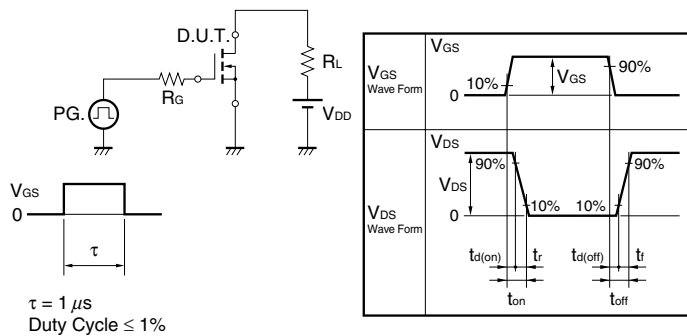 D.U.T.
RG
PG.
RL
VDD
VGS
0
τ
τ = 1 μs
Duty Cycle ≤ 1%
VGS
Wave Form
VGS
10%
0
VGS
90%
VDS
Wave Form
VDS
90%
VDS
0
10%
10%
90%
td(on)
tr
td(off)
tf
ton
toff